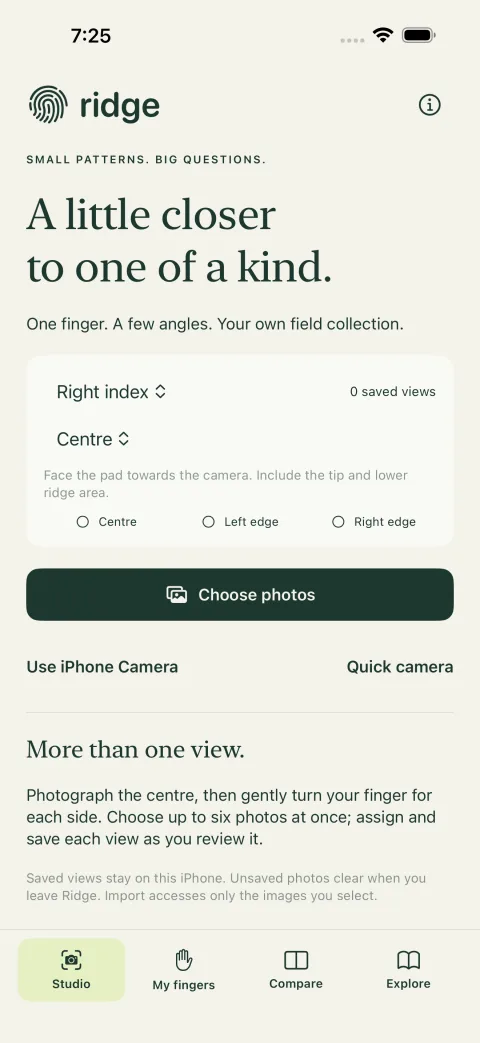 7:25
ridge
SMALL PATTERNS. BIG QUESTIONS.
A little closer
to one of a kind.
One finger. A few angles. Your own field collection.
Right index
0 saved views
Centre
Face the pad towards the camera. Include the tip and lower
ridge area.
Centre
Left edge
Right edge
Choose photos
Use iPhone Camera
Quick camera
More than one view.
Photograph the centre, then gently turn your finger for
each side. Choose up to six photos at once; assign and
save each view as you review it.
Saved views stay on this iPhone. Unsaved photos clear when you
leave Ridge. Import accesses only the images you select.
Studio
My fingers
Compare
Explore